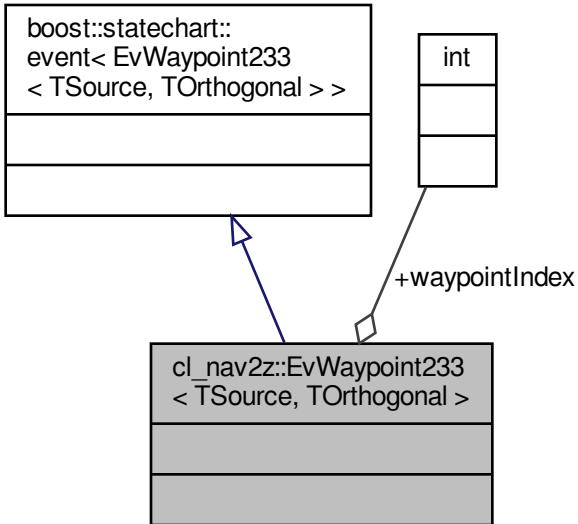 boost::statechart::
event< EvWaypoint233
< TSource, TOrthogonal > >
int
+waypointIndex
cl_nav2z::EvWaypoint233
< TSource, TOrthogonal >